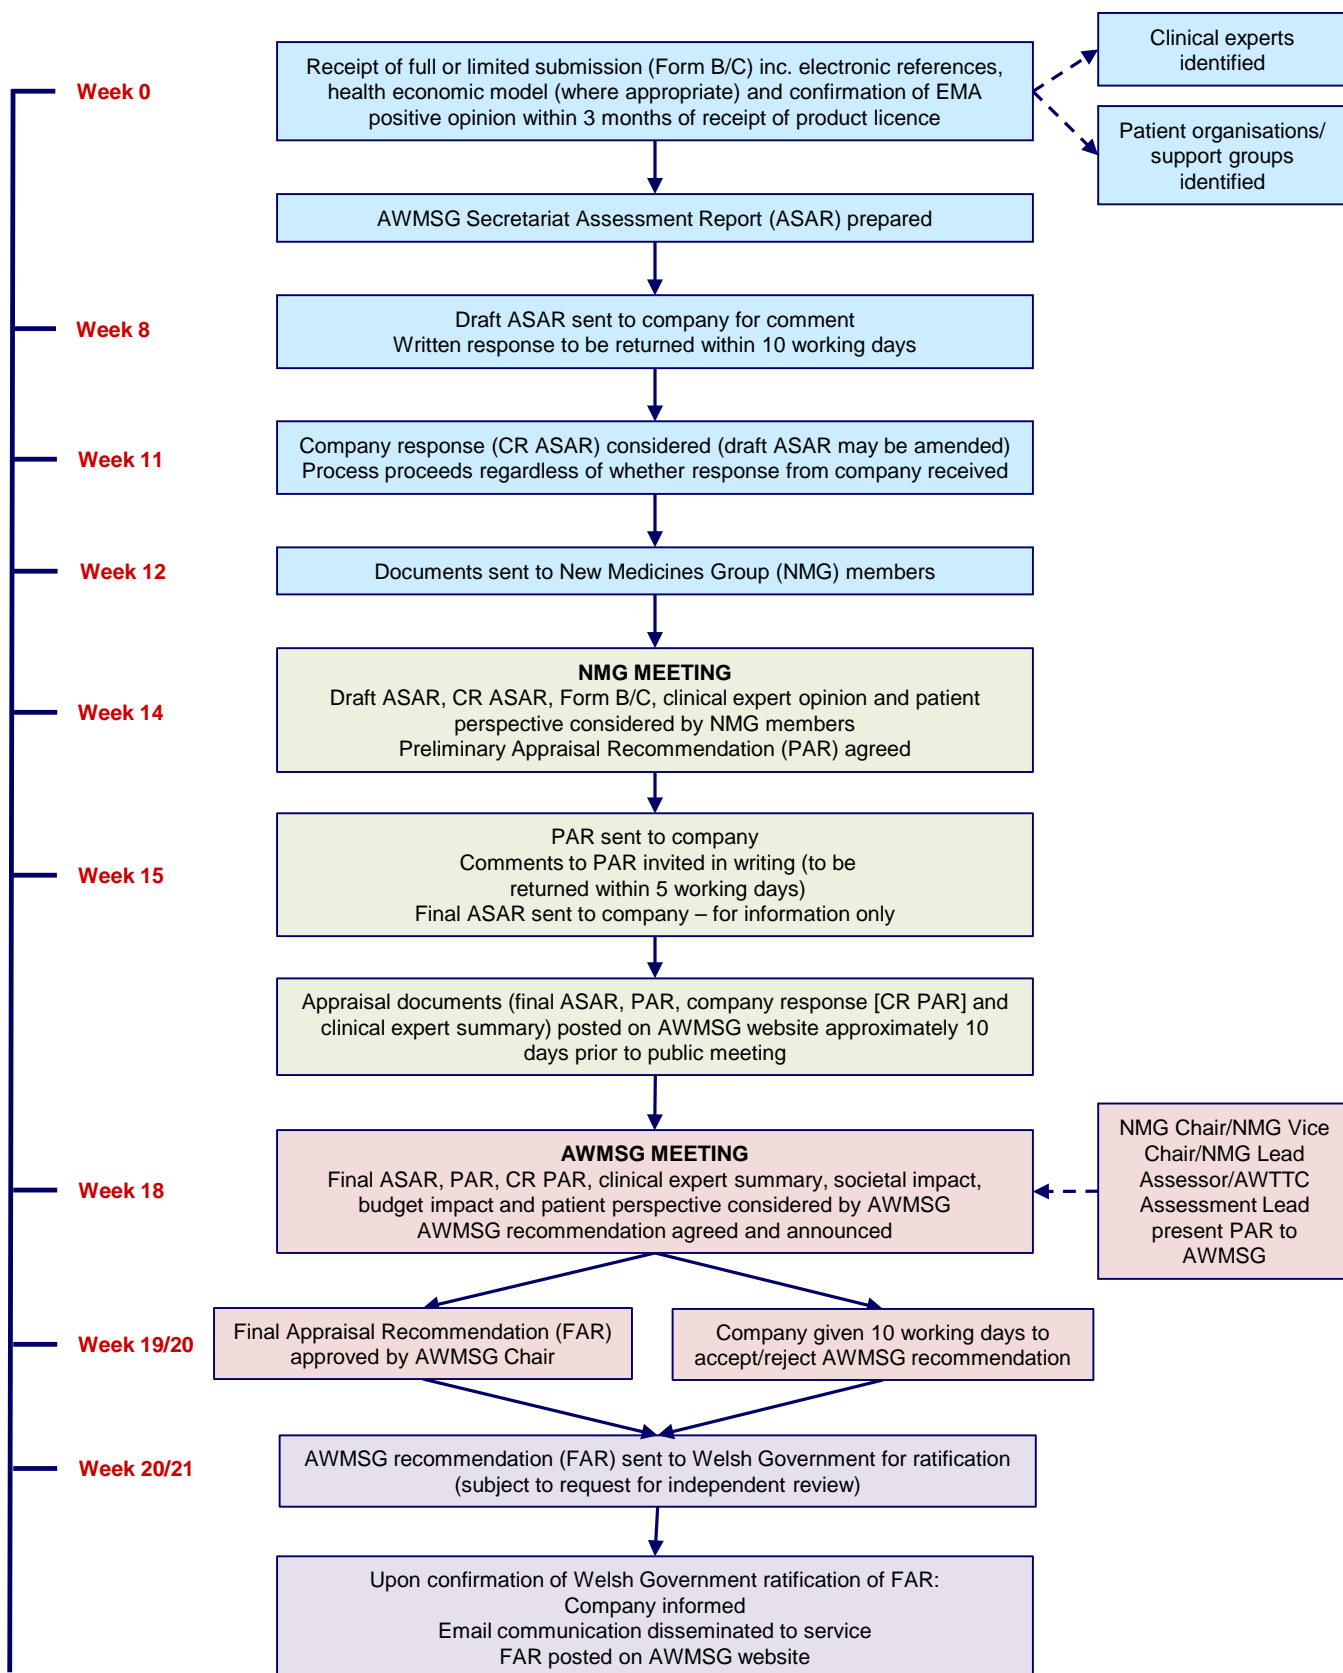 Clinical experts
identified
Week 0
Receipt of full or limited submission (Form B/C) inc. electronic references,
health economic model (where appropriate) and confirmation of EMA
positive opinion within 3 months of receipt of product licence
Patient organisations/
support groups
identified
AWMSG Secretariat Assessment Report (ASAR) prepared
Week 8
Draft ASAR sent to company for comment
Written response to be returned within 10 working days
Week 11
Company response (CR ASAR) considered (draft ASAR may be amended)
Process proceeds regardless of whether response from company received
Week 12
Documents sent to New Medicines Group (NMG) members
Week 14
NMG MEETING
Draft ASAR, CR ASAR, Form B/C, clinical expert opinion and patient
perspective considered by NMG members
Preliminary Appraisal Recommendation (PAR) agreed
Week 15
PAR sent to company
Comments to PAR invited in writing (to be
returned within 5 working days)
Final ASAR sent to company – for information only
Appraisal documents (final ASAR, PAR, company response [CR PAR] and
clinical expert summary) posted on AWMSG website approximately 10
days prior to public meeting
Week 18
AWMSG MEETING
Final ASAR, PAR, CR PAR, clinical expert summary, societal impact,
budget impact and patient perspective considered by AWMSG
AWMSG recommendation agreed and announced
NMG Chair/NMG Vice
Chair/NMG Lead
Assessor/AWTTC
Assessment Lead
present PAR to
AWMSG
Week 19/20
Final Appraisal Recommendation (FAR)
approved by AWMSG Chair
Company given 10 working days to
accept/reject AWMSG recommendation
Week 20/21
AWMSG recommendation (FAR) sent to Welsh Government for ratification
(subject to request for independent review)
Upon confirmation of Welsh Government ratification of FAR:
Company informed
Email communication disseminated to service
FAR posted on AWMSG website